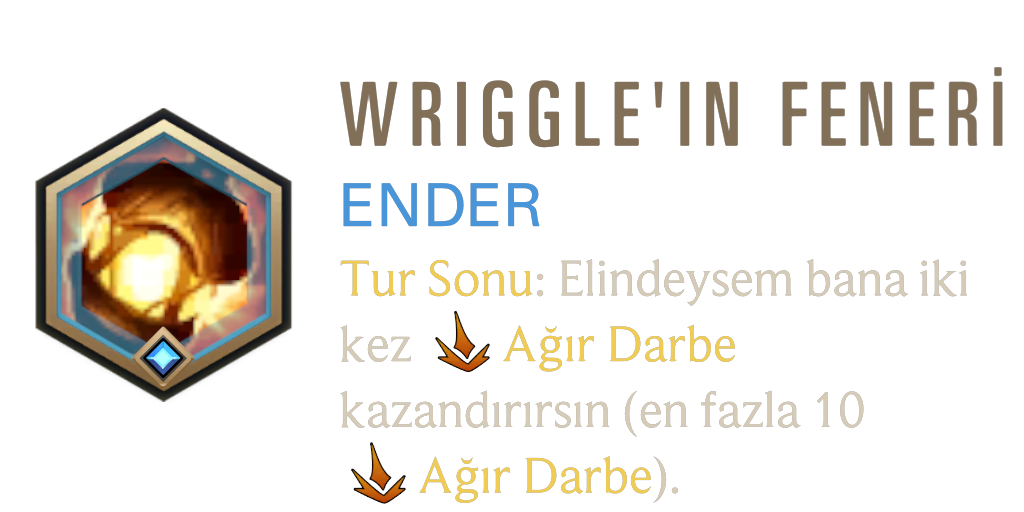 WRIGGLE'IN FENERİ
ENDER
Tur Sonu: Elindeysem bana iki
kez Ağır Darbe
kazandırırsın (en fazla 10
Ağır Darbe).